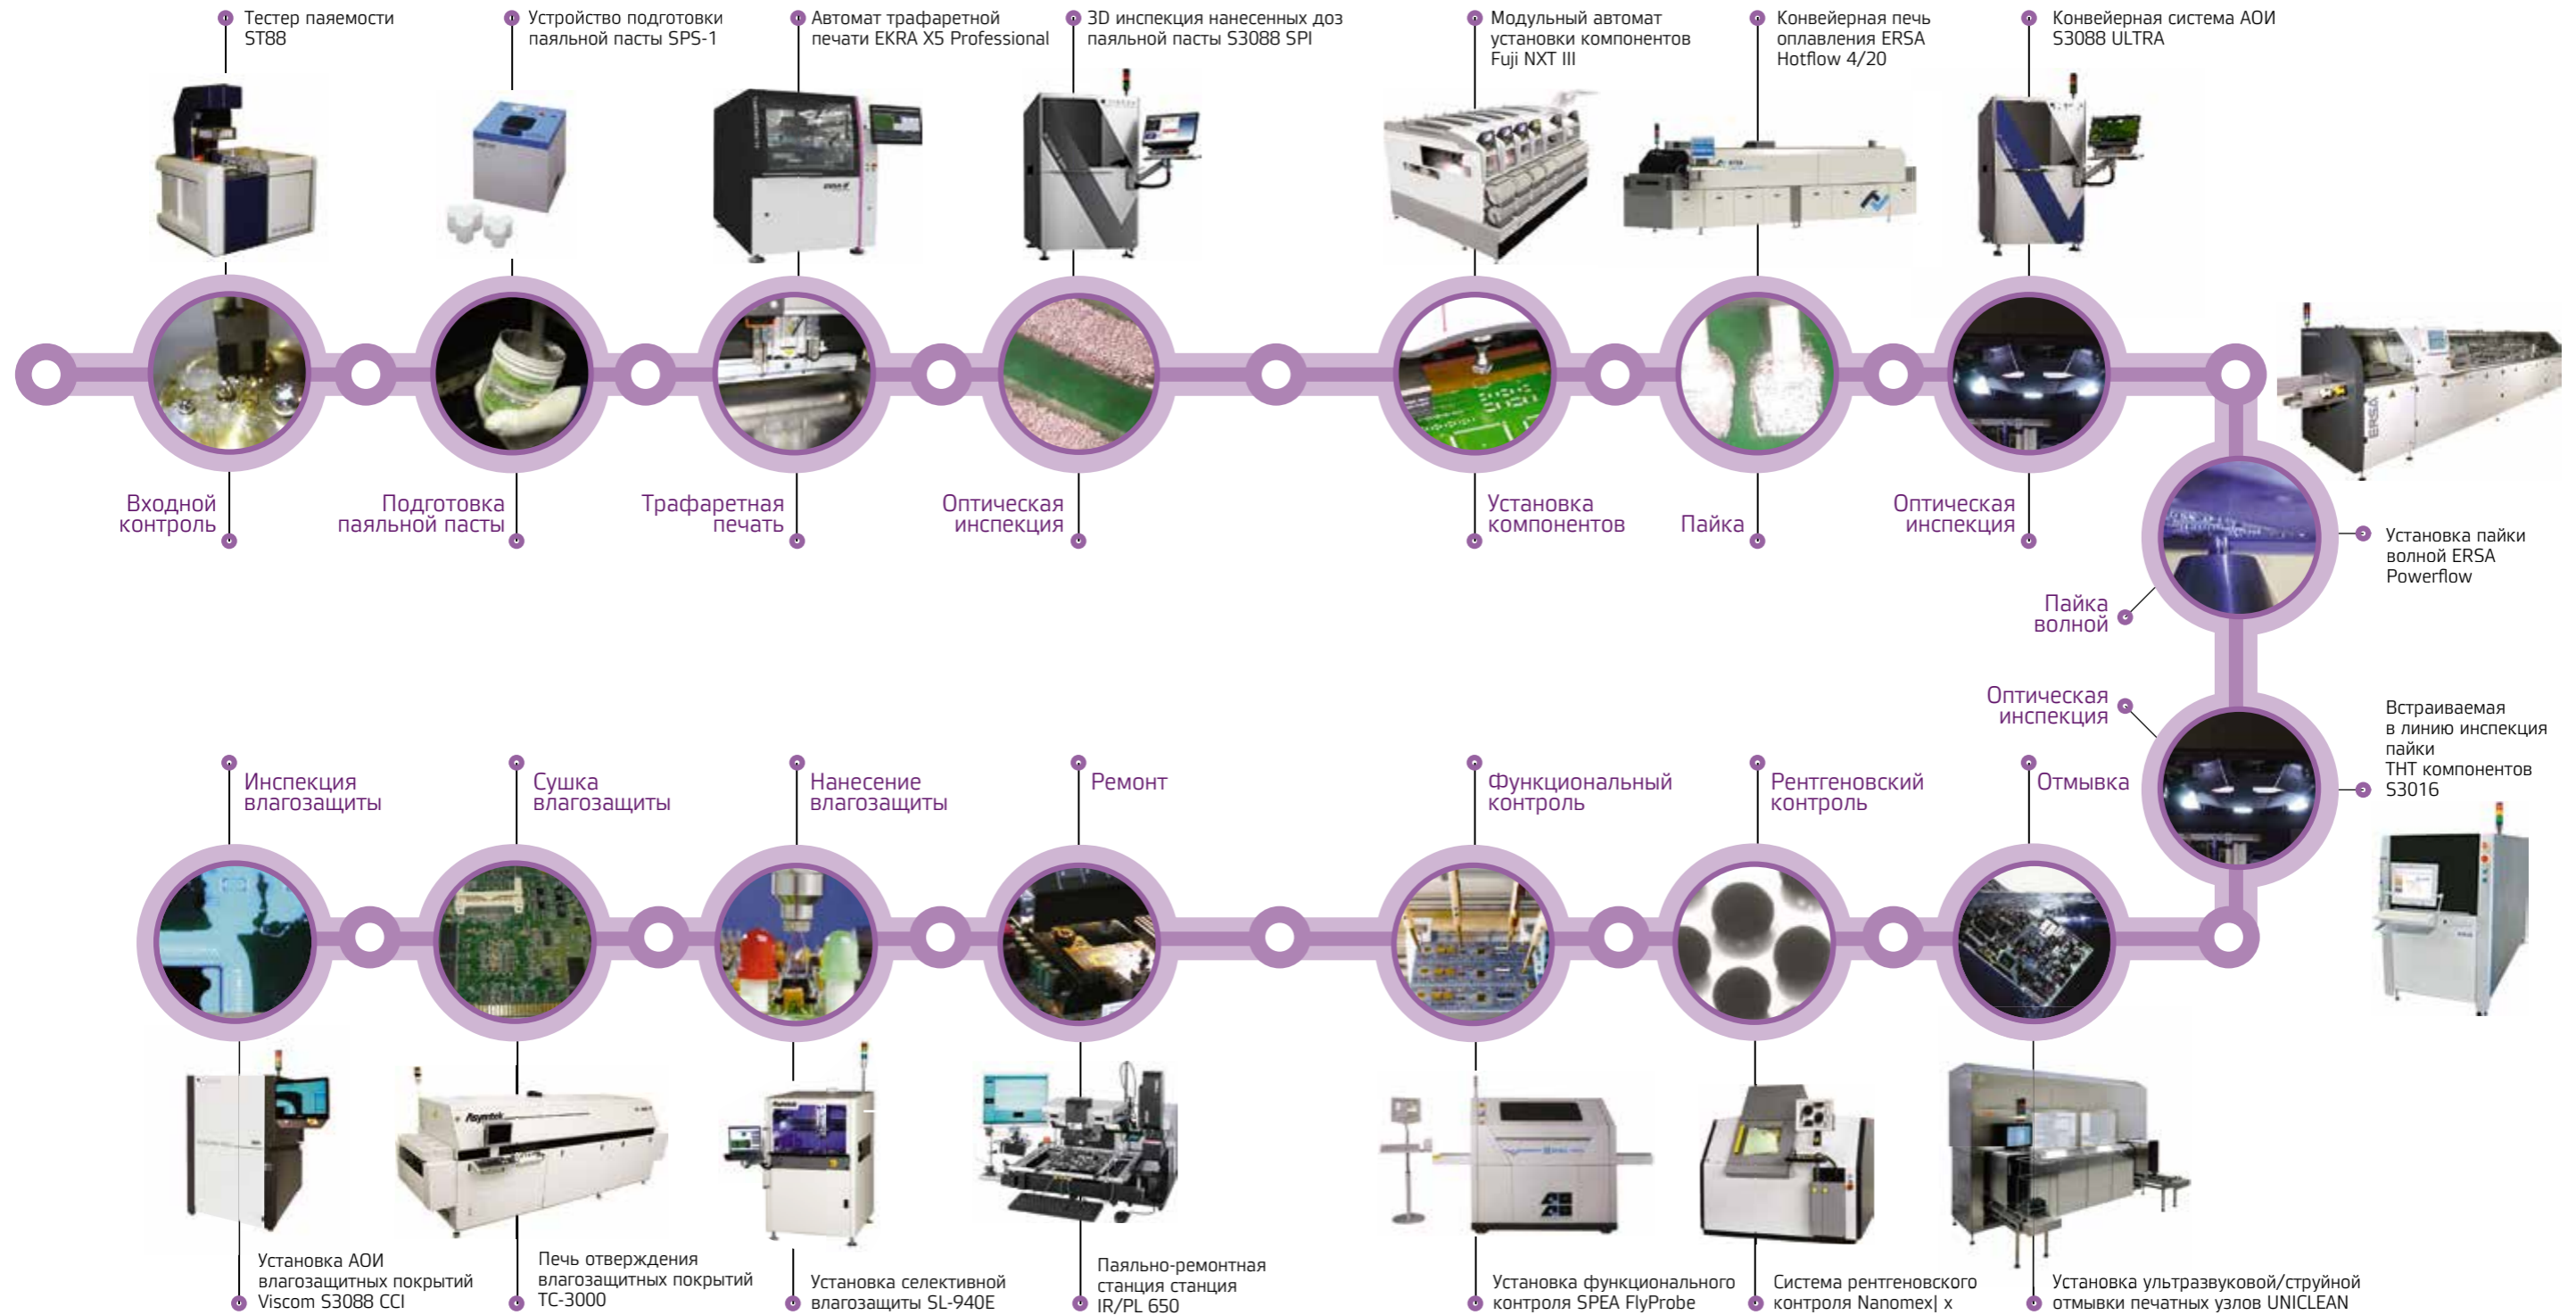 Тестер паяемости
ST88
Устройство подготовки
паяльной пасты SPS-1
Автомат трафаретной
печати EKRA X5 Professional
3D инспекция нанесенных доз
паяльной пасты S3088 SPI
Модульный автомат
установки компонентов
Fuji NXT III
Конвейерная печь
оплавления ERSA
Hotflow 4/20
Конвейерная система АОИ
S3088 ULTRA
Входной
контроль
Подготовка
паяльной пасты
Трафаретная
печать
Оптическая
инспекция
Установка
компонентов
Пайка
Оптическая
инспекция
ERSA
Установка пайки
волной ERSA
Powerflow
Пайка
волной
Оптическая
инспекция
Встраиваемая
в линию инспекция
пайки
ТНТ компонентов
S3016
Инспекция
влагозащиты
Сушка
влагозащиты
Нанесение
влагозащиты
Ремонт
Функциональный
контроль
Рентгеновский
контроль
Отмывка
Asymtek
Asymtek
Установка АОИ
влагозащитных покрытий
Viscom S3088 CCI
Печь отверждения
влагозащитных покрытий
TC-3000
Установка селективной
влагозащиты SL-940E
Паяльно-ремонтная
станция станция
IR/PL 650
Установка функционального
контроля SPEA FlyProbe
Система рентгеновского
контроля Nanomex| x
Установка ультразвуковой/струйной
отмывки печатных узлов UNICLEAN